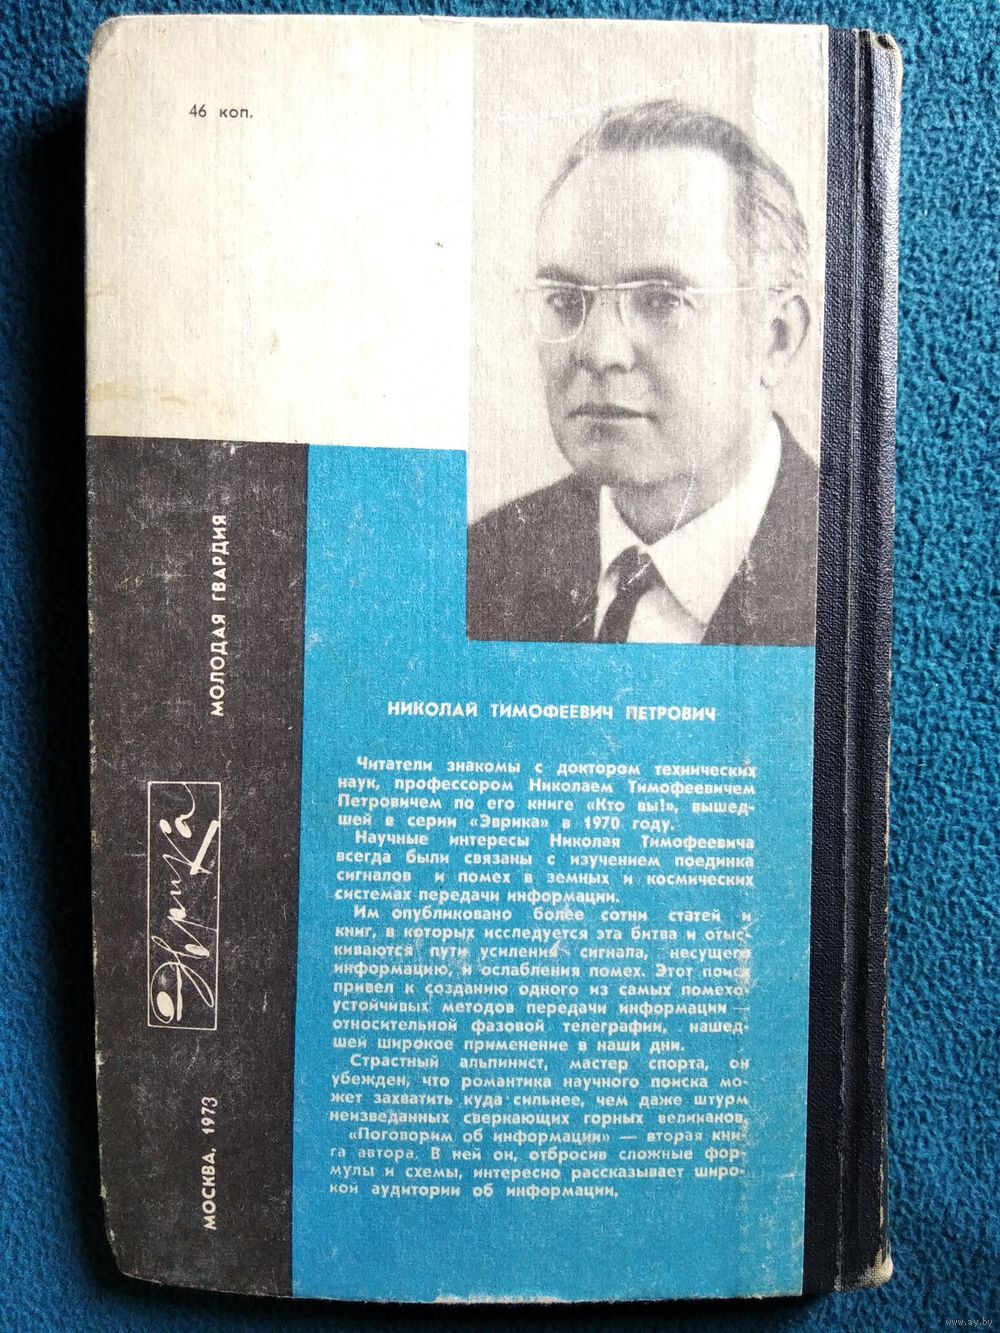 46 коп.
МОЛОДАЯ ГВАРДИЯ
Эврика
МОСКВА, 1973
НИКОЛАЙ ТИМОФЕЕВИЧ ПЕТРОВИЧ
Читатели знакомы с доктором технических
наук, профессором Николаем Тимофеевичем
Петровичем по его книге «Кто вы!», вышед-
шей в серии «Эврика» в 1970 году.
Научные интересы Николая Тимофеевича
всегда были связаны с изучением поединка
сигналов и помех в земных и космических
системах передачи информации.
Им опубликовано более сотни статей и
книг, в которых исследуется эта битва и отыс-
киваются пути усиления сигнала, несущего
информацию, и ослабления помех. Этот поиск
привел к созданию одного из самых помехо-
устойчивых методов передачи информации —
относительной фазовой телеграфии, нашед-
шей широкое применение в наши дни.
Страстный альпинист, мастер спорта, он
убежден, что романтика научного поиска мо-
жет захватить куда сильнее, чем даже штурм
неизведанных сверкающих горных великанов.
«Поговорим об информации» — вторая кни-
га автора. В ней он, отбросив сложные фор-
мулы и схемы, интересно рассказывает широ-
кой аудитории об информации.
www.ay.by